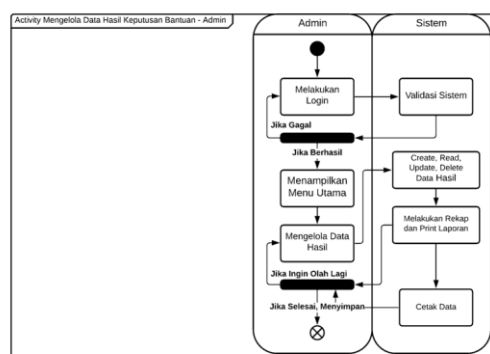 Activity Mengelola Data Hasil Keputusan Bantuan - Admin
Admin
Sistem
Melakukan
Login
Validasi Sistem
Jika Gagal
Jika Berhasil
Menampilkan
Menu Utama
Create, Read,
Update, Delete
Data Hasil
Mengelola Data
Hasil
Melakukan Rekap
dan Print Laporan
Jika Ingin Olah Lagi
Jika Selesai, Menyimpan
Cetak Data